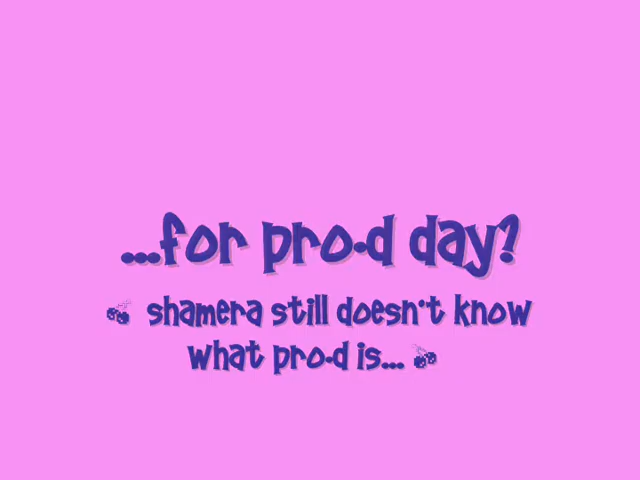 ...for pro.d day?
shamera still doesn't know
what pro.d is...